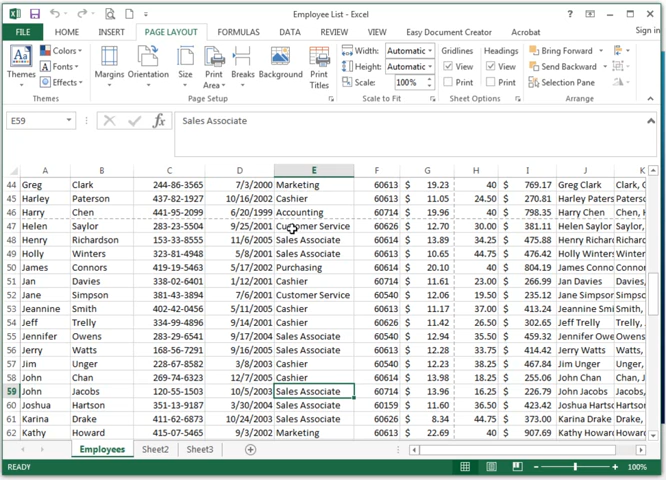 Employee List - Excel
Sign in
FILE HOME INSERT PAGE LAYOUT FORMULAS DATA REVIEW VIEW Easy Document Creator Acrobat
Themes Colors Fonts Effects Margins Orientation Size Print Area Breaks Background Print Titles Width: Automatic Height: Automatic Scale: 100% Gridlines View Print Headings View Print Bring Forward Send Backward Selection Pane
Themes Page Setup Scale to Fit Sheet Options Arrange
E59 fx Sales Associate
A B C D E F G H I J K
44 Greg Clark 244-86-3565 7/3/2000 Marketing 60613 $ 19.23 40 $ 769.17 Greg Clark Clark, G
45 Harley Paterson 437-82-1927 10/16/2002 Cashier 60613 $ 11.05 24.50 $ 270.81 Harley Paters Paterso
46 Harry Chen 441-95-2099 6/20/1999 Accounting 60714 $ 19.96 40 $ 798.35 Harry Chen Chen, H
47 Helen Saylor 283-23-5504 9/25/2001 Customer Service 60626 $ 12.70 30.00 $ 381.11 Helen Saylor Saylor,
48 Henry Richardson 153-33-8555 11/6/2005 Sales Associate 60614 $ 13.89 34.25 $ 475.88 Henry Richar Richard
49 Holly Winters 323-81-4948 5/8/2001 Sales Associate 60613 $ 10.65 44.75 $ 476.42 Holly Winter Winters
50 James Connors 419-19-5463 5/17/2002 Purchasing 60614 $ 20.10 40 $ 804.19 James Conno Connor
51 Jan Davies 338-02-6401 1/12/2001 Cashier 60714 $ 11.61 23.00 $ 266.99 Jan Davies Davies,
52 Jane Simpson 381-43-3894 7/6/2001 Customer Service 60540 $ 12.06 19.50 $ 235.12 Jane Simpson Simpso
53 Jeannine Smith 402-42-0456 5/11/2005 Cashier 60613 $ 11.17 37.00 $ 413.24 Jeannine Smi Smith, J
54 Jeff Trelly 334-99-4896 5/14/2001 Cashier 60626 $ 11.42 26.50 $ 302.65 Jeff Trelly Trelly, J
55 Jennifer Owens 283-29-6541 9/17/2004 Sales Associate 60540 $ 12.94 35.50 $ 459.32 Jennifer Owe Owens,
56 Jerry Watts 168-56-7291 9/16/2005 Sales Associate 60613 $ 12.28 33.75 $ 414.42 Jerry Watts Watts,
57 Jim Unger 228-67-8582 3/8/2003 Cashier 60540 $ 12.23 38.25 $ 467.84 Jim Unger Unger,
58 John Chan 269-74-6323 12/7/2005 Cashier 60614 $ 13.98 18.25 $ 255.06 John Chan Chan, J
59 John Jacobs 120-55-1503 10/5/2003 Sales Associate 60714 $ 13.96 16.25 $ 226.79 John Jacobs Jacobs,
60 Joshua Hartson 351-13-9187 3/30/2004 Sales Associate 60159 $ 11.60 36.50 $ 423.42 Joshua Harts Hartson
61 Karina Drake 411-62-6873 10/24/2003 Sales Associate 60626 $ 8.34 44.75 $ 373.00 Karina Drake Drake,
62 Kathy Howard 415-07-5465 9/3/2002 Marketing 60613 $ 22.69 40 $ 907.69 Kathy Howar Howard
Employees Sheet2 Sheet3
READY 100%